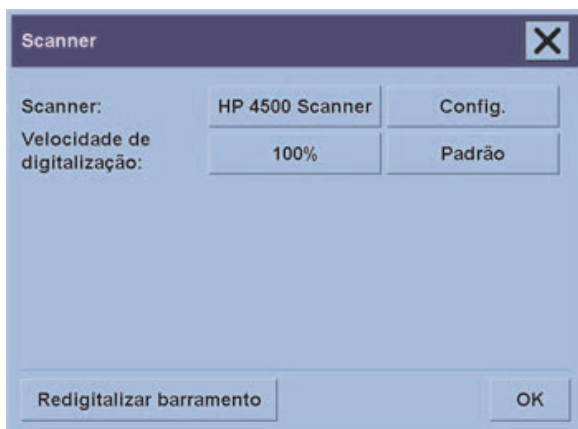 Scanner
Scanner: HP 4500 Scanner Config.
Velocidade de
digitalização: 100% Padrão
Redigitalizar barramento OK